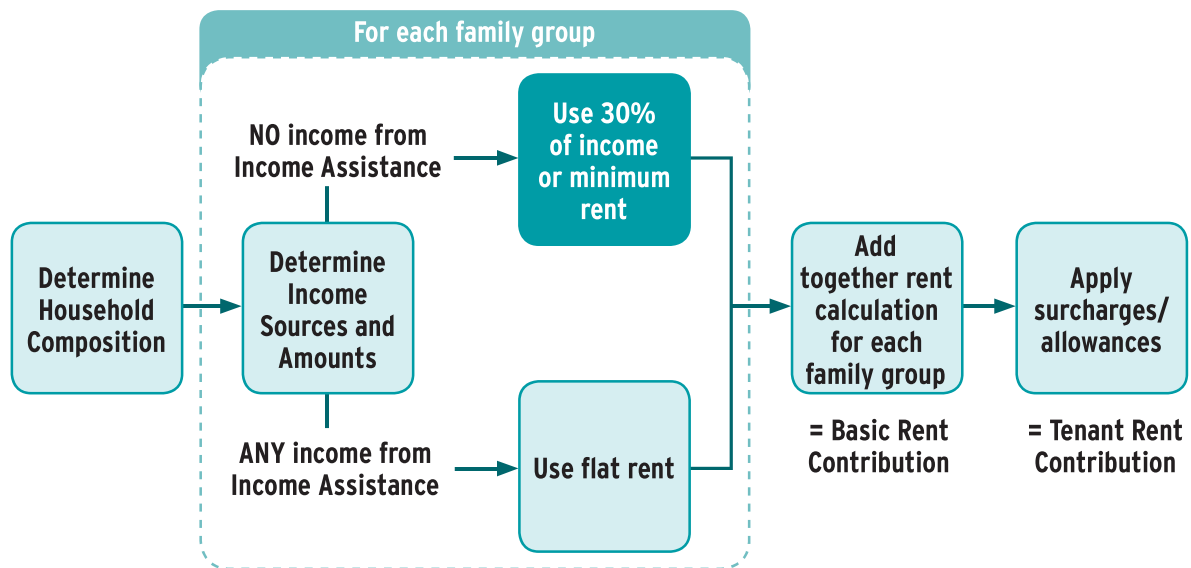 For each family group
Determine
Household
Composition
Determine
Income
Sources and
Amounts
NO income from
Income Assistance
Use 30%
of income
or minimum
rent
ANY income from
Income Assistance
Use flat rent
Add
together rent
calculation
for each
family group
= Basic Rent
Contribution
Apply
surcharges/
allowances
= Tenant Rent
Contribution